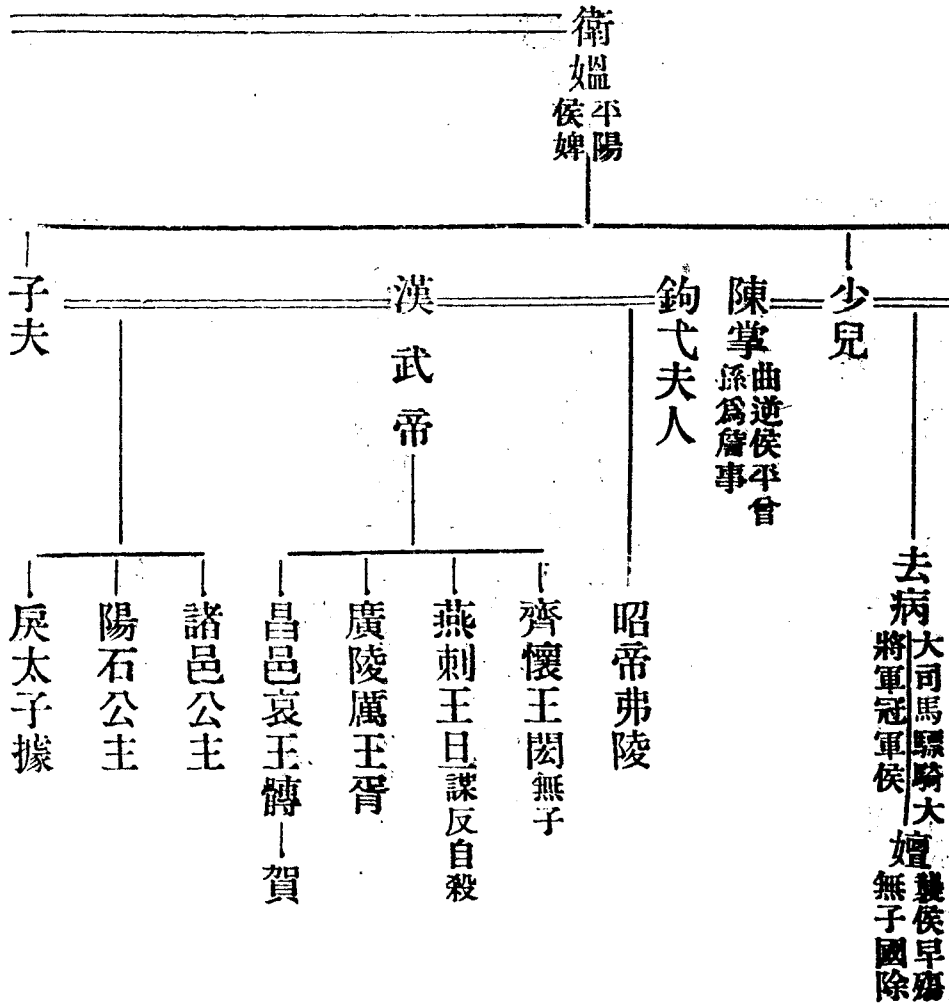 衛媼
平陽
侯婢
少兒
陳掌
曲逆侯平曾
孫爲詹事
鉤弋夫人
漢武帝
子夫
去病
大司馬驃騎大
將軍冠軍侯
嬗
襲侯早殤
無子國除
昭帝弗陵
齊懷王閎
無子
燕刺王旦
謀反自殺
廣陵厲王胥
昌邑哀王髆
賀
諸邑公主
陽石公主
戾太子據